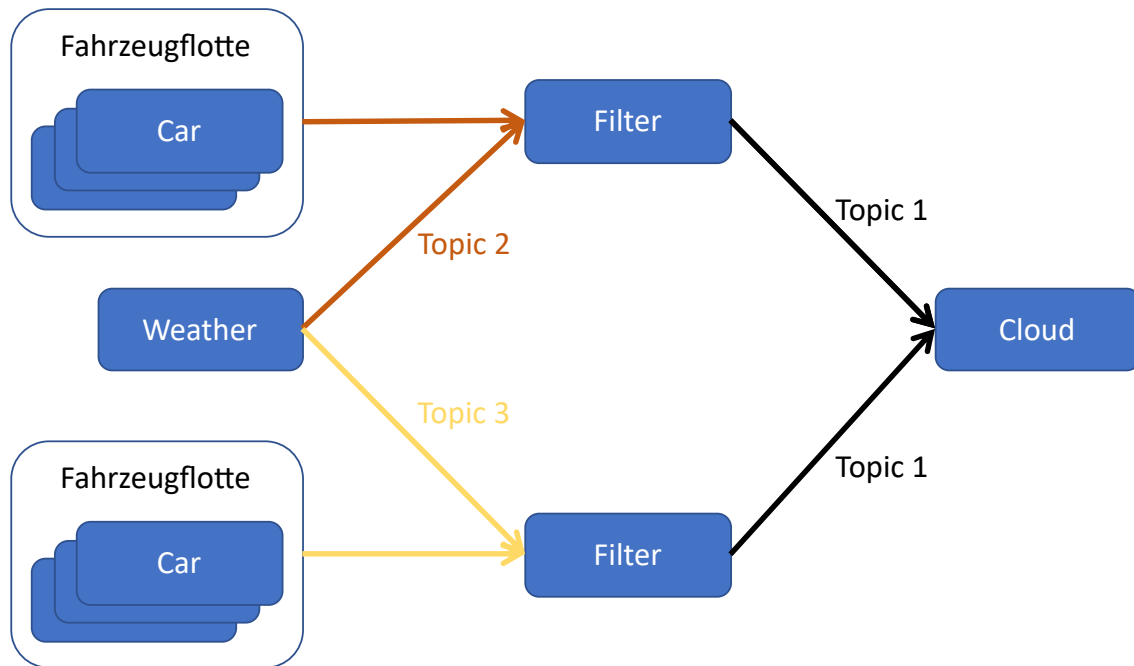 Fahrzeugflotte
Car
Filter
Topic 1
Topic 2
Weather
Cloud
Topic 3
Fahrzeugflotte
Topic 1
Car
Filter